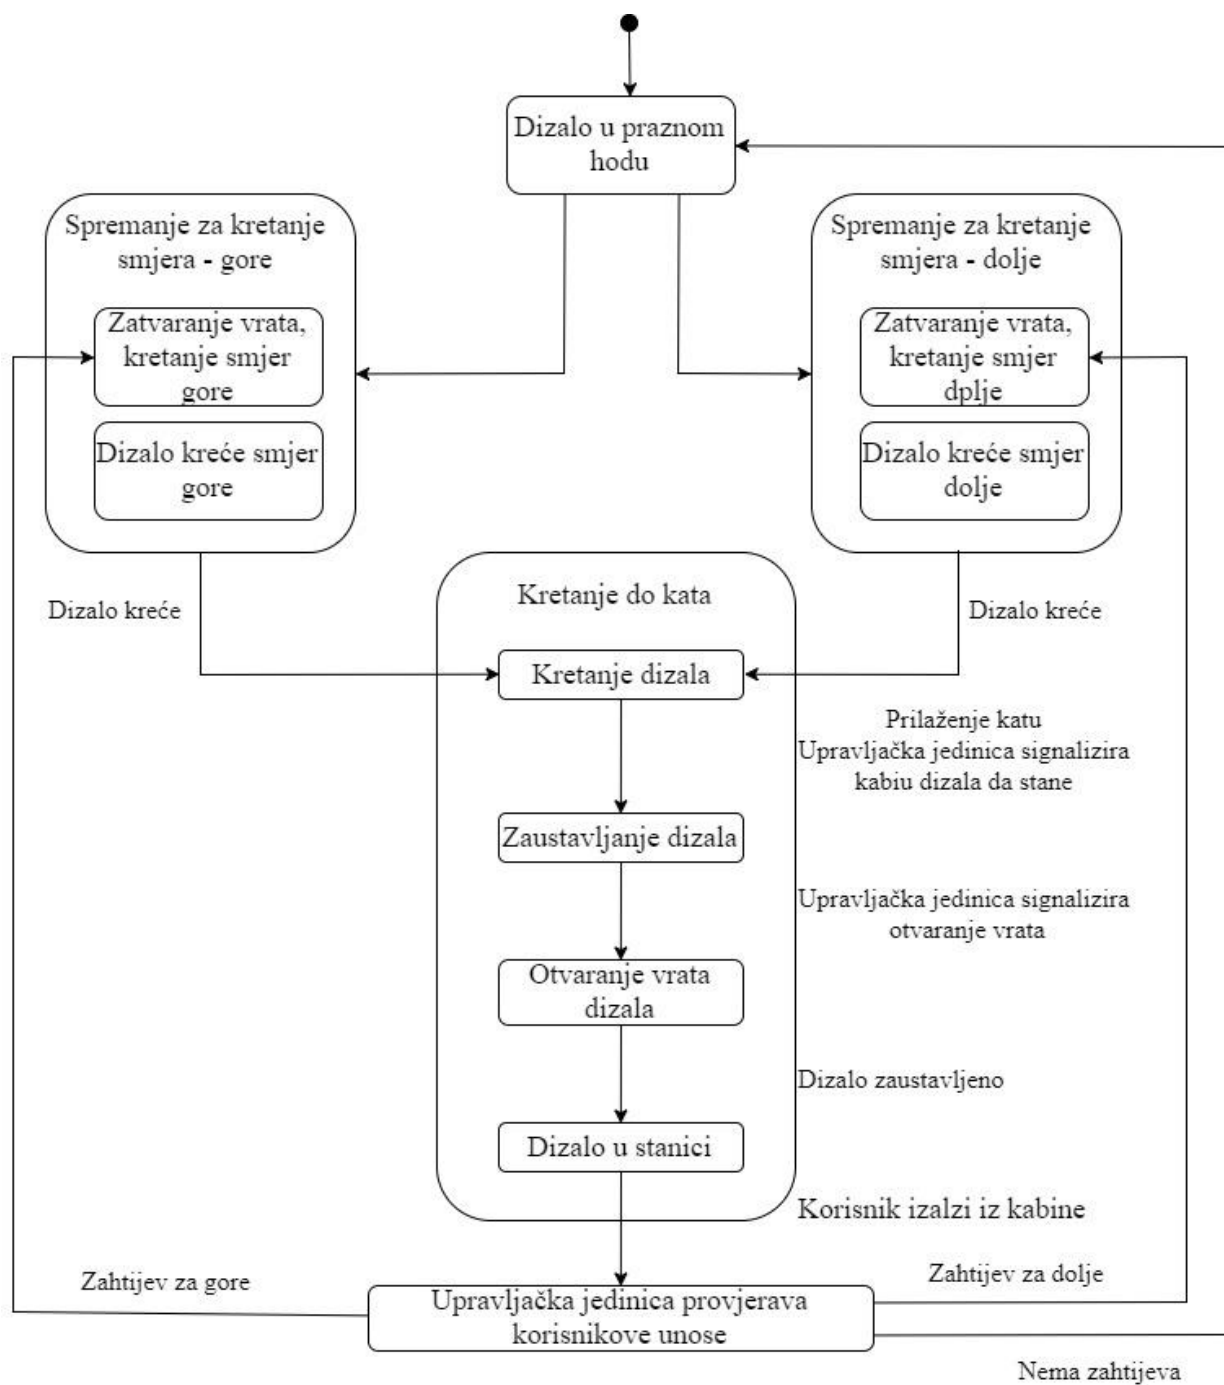 Dizalo u praznom
hodu
Spremanje za kretanje
smjera - gore
Zatvaranje vrata,
kretanje smjer
gore
Dizalo kreće smjer
gore
Spremanje za kretanje
smjera - dolje
Zatvaranje vrata,
kretanje smjer
dplje
Dizalo kreće smjer
dolje
Dizalo kreće
Kretanje do kata
Dizalo kreće
Kretanje dizala
Prilaženje katu
Upravljačka jedinica signalizira
kabiu dizala da stane
Zaustavljanje dizala
Upravljačka jedinica signalizira
otvaranje vrata
Otvaranje vrata
dizala
Dizalo zaustavljeno
Dizalo u stanici
Korisnik izalzi iz kabine
Zahtijev za gore
Zahtijev za dolje
Upravljačka jedinica provjerava
korisnikove unose
Nema zahtijeva